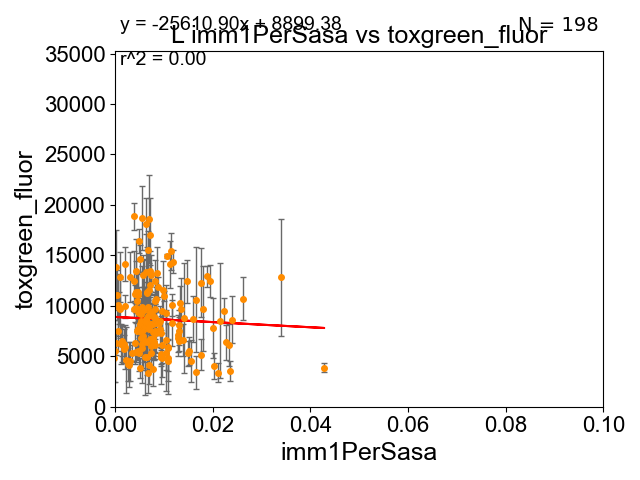 y = -25610.90x + 8899.38
N = 198
L imm1PerSasa vs toxgreen_fluor
r^2 = 0.00
35000
30000
25000
20000
15000
10000
5000
0
toxgreen_fluor
0.00 0.02 0.04 0.06 0.08 0.10
imm1PerSasa